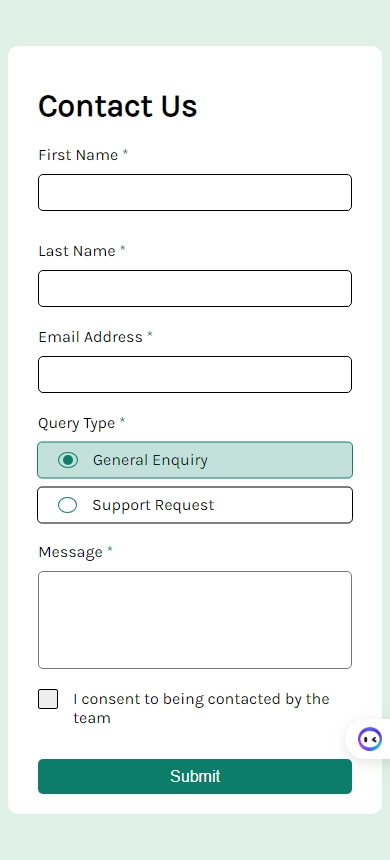 Contact Us
First Name *
Last Name *
Email Address *
Query Type *
General Enquiry
Support Request
Message *
I consent to being contacted by the
team
Submit